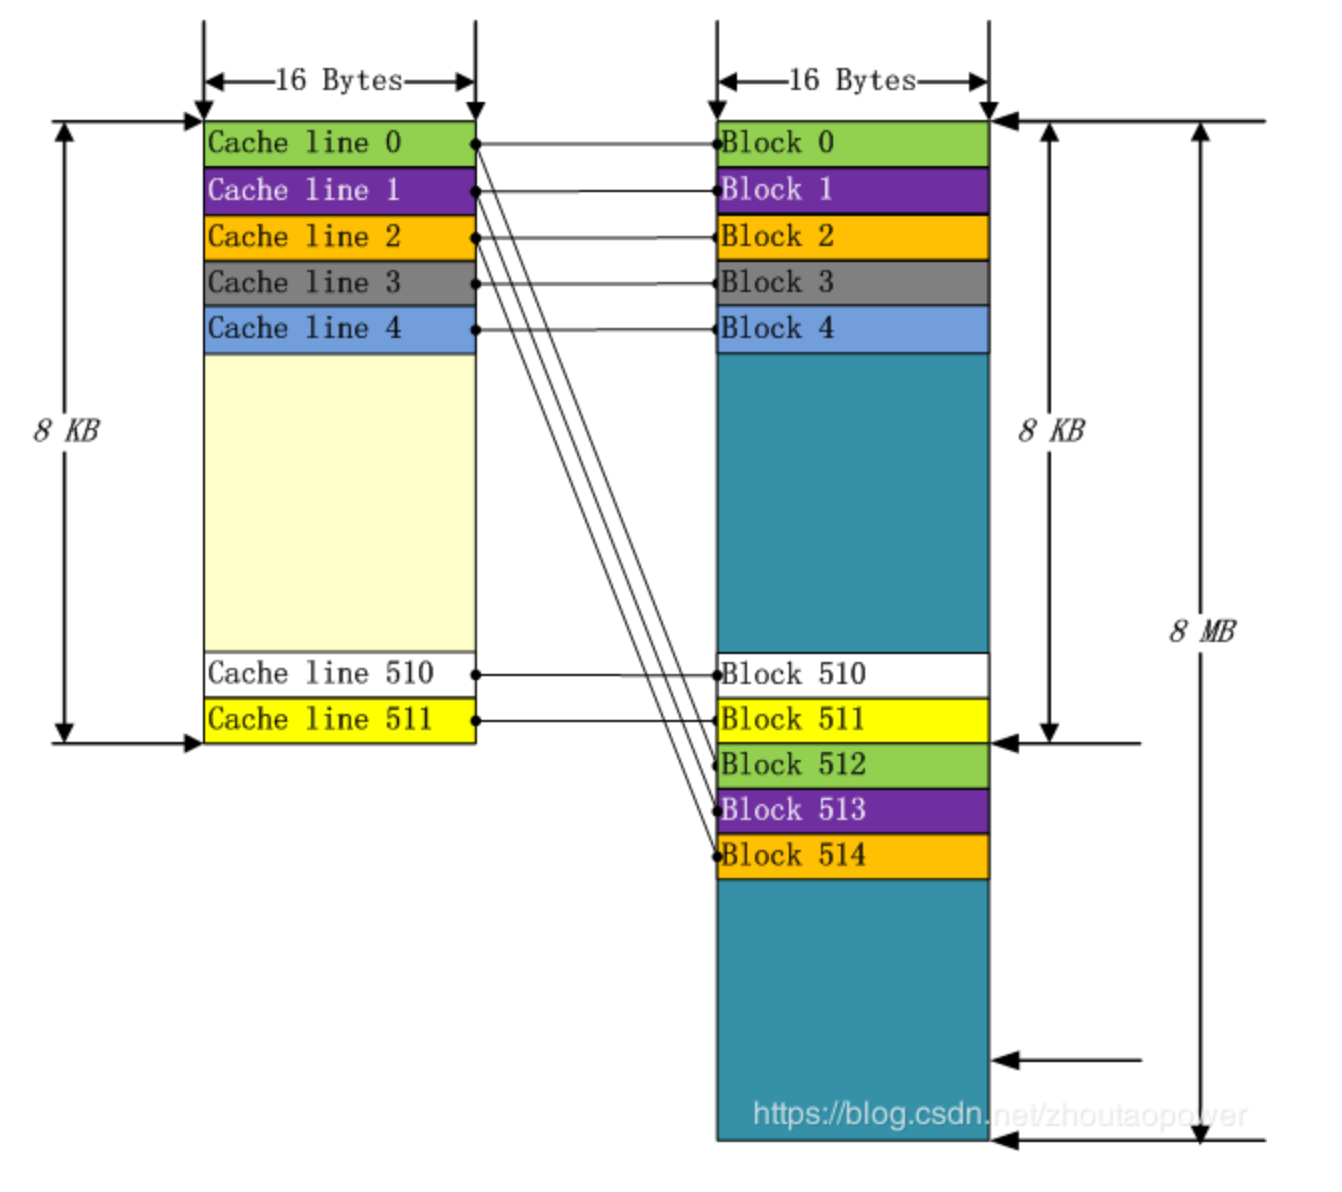 16 Bytes
16 Bytes
Cache line 0
Cache line 1
Cache line 2
Cache line 3
Cache line 4
Cache line 510
Cache line 511
8 KB
Block 0
Block 1
Block 2
Block 3
Block 4
Block 510
Block 511
Block 512
Block 513
Block 514
8 KB
8 MB
https://blog.csdn.net/zhoutaopower